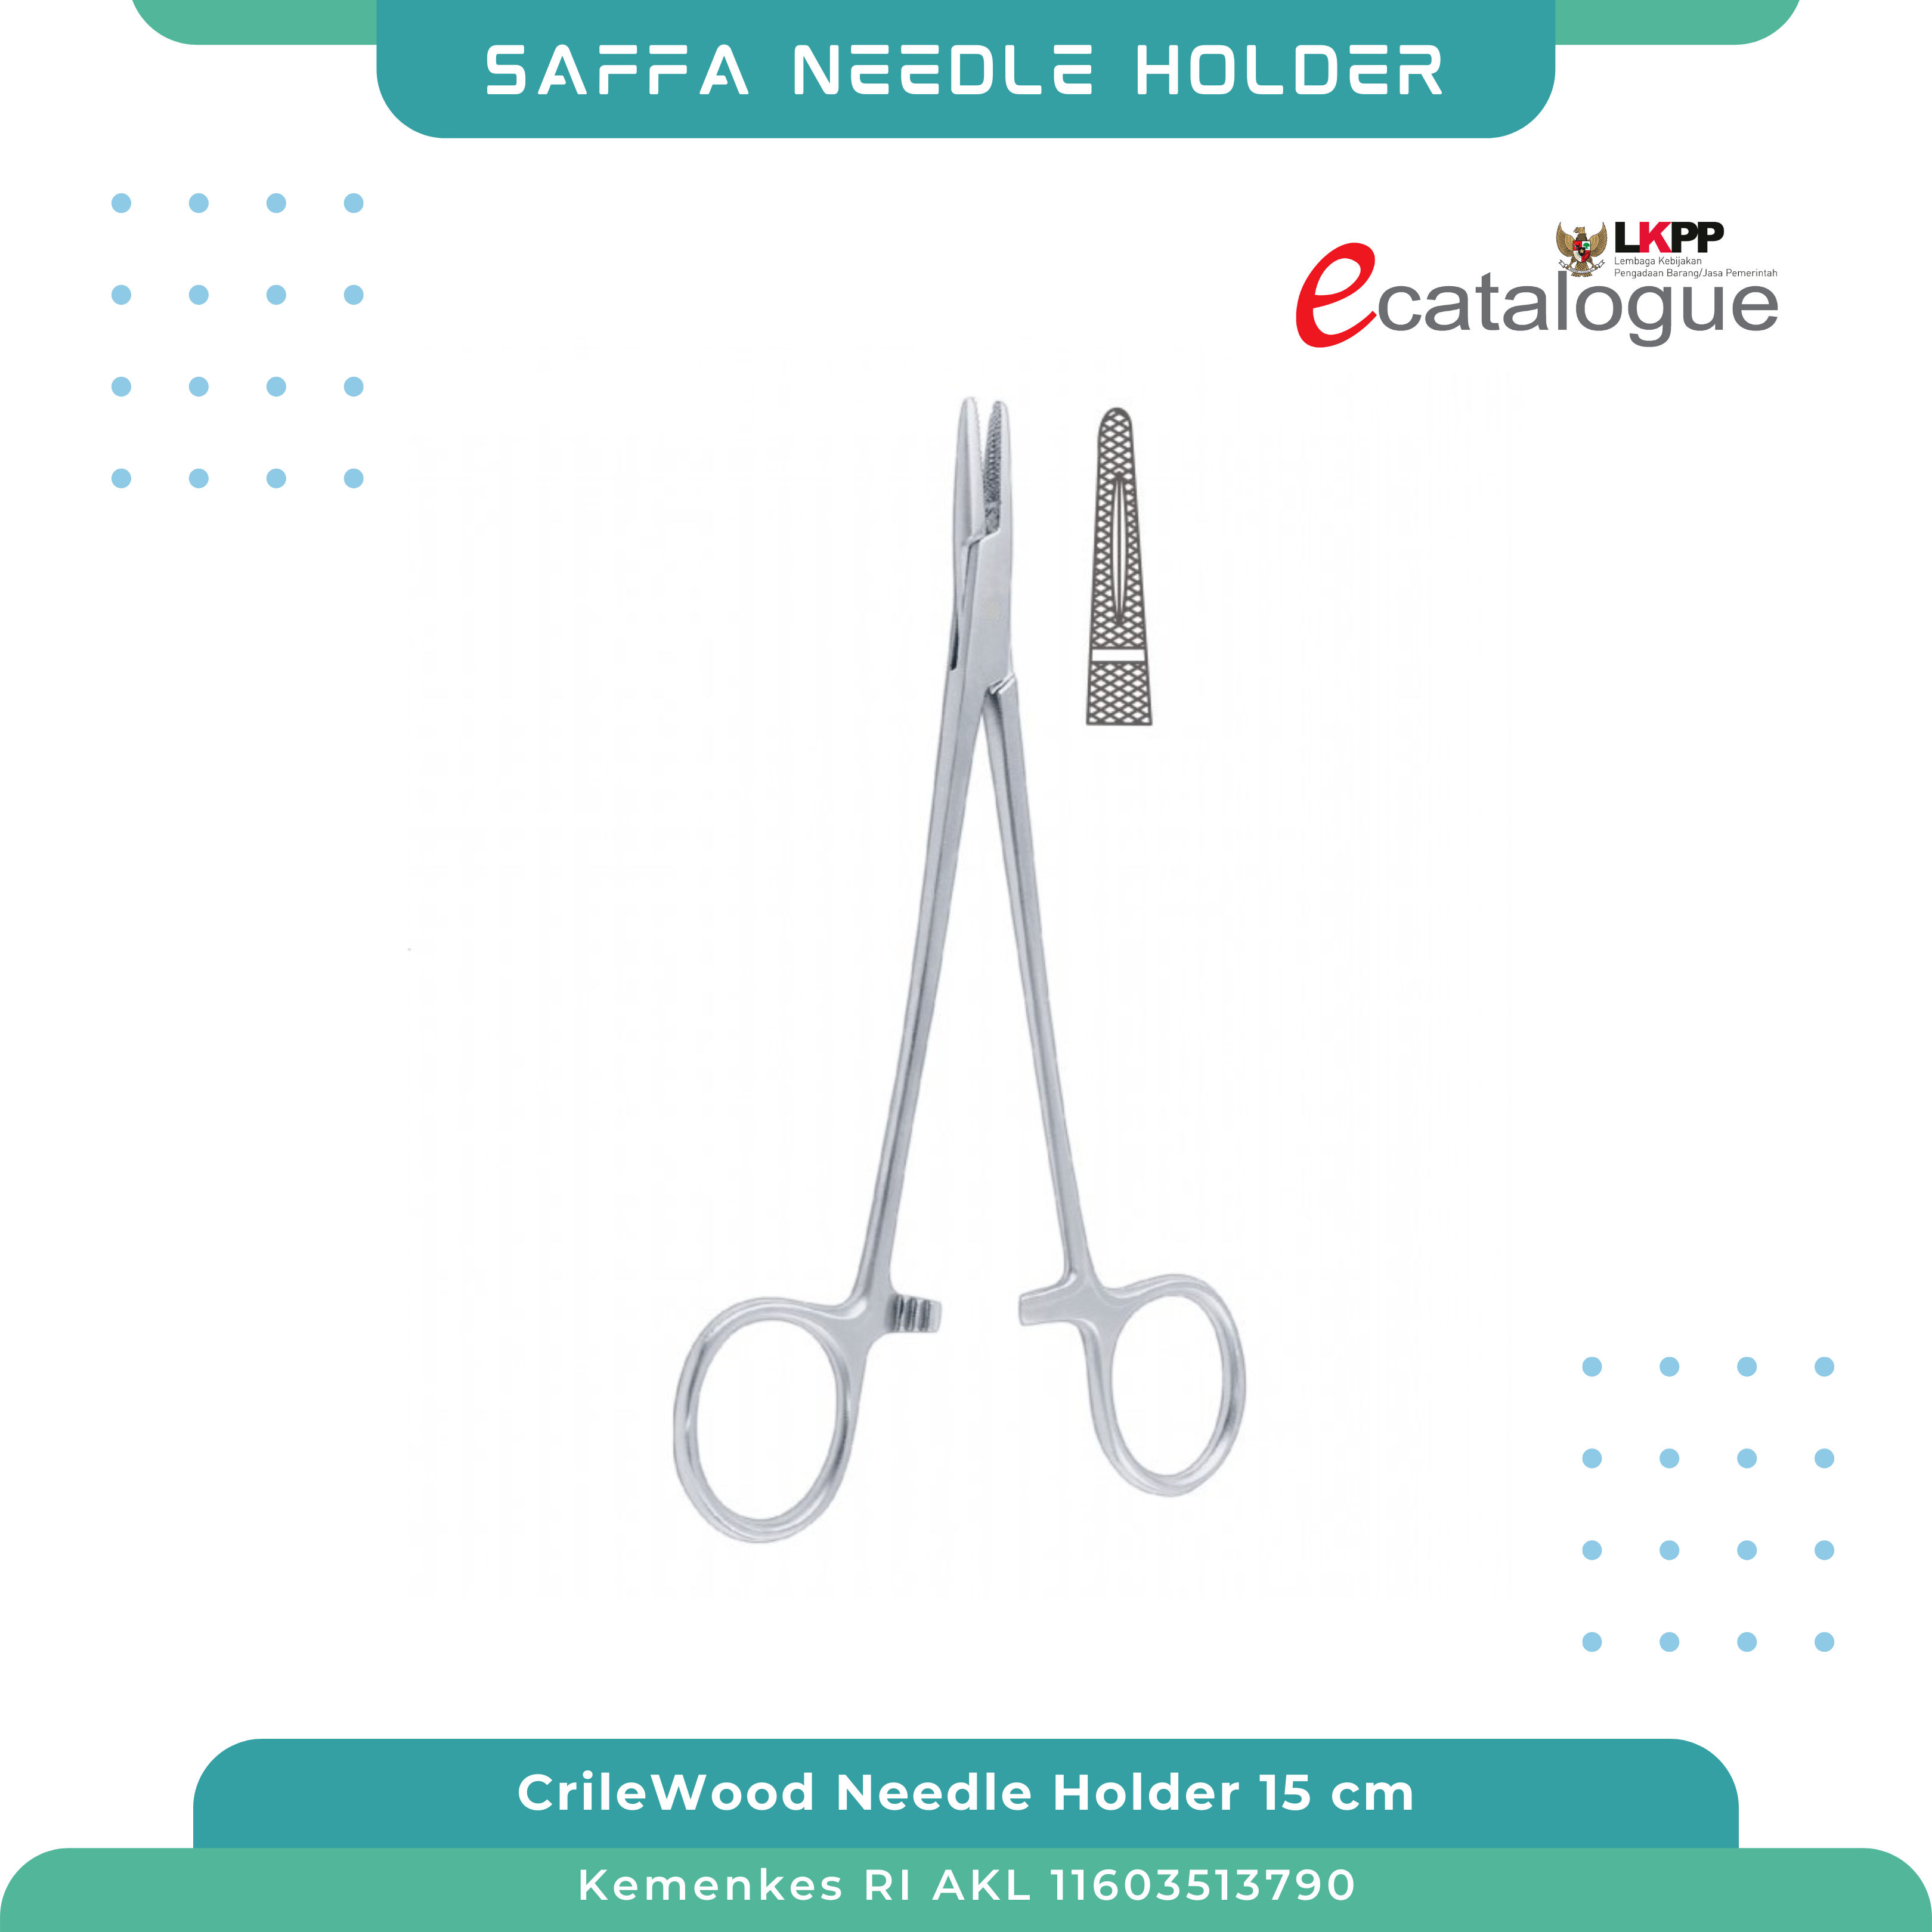 SAFFA NEEDLE HOLDER
LKPP
Lembaga Kebijakan
Pengadaan Barang/Jasa Pemerintah
ecatalogue
CrileWood Needle Holder 15 cm
Kemenkes RI AKL 11603513790